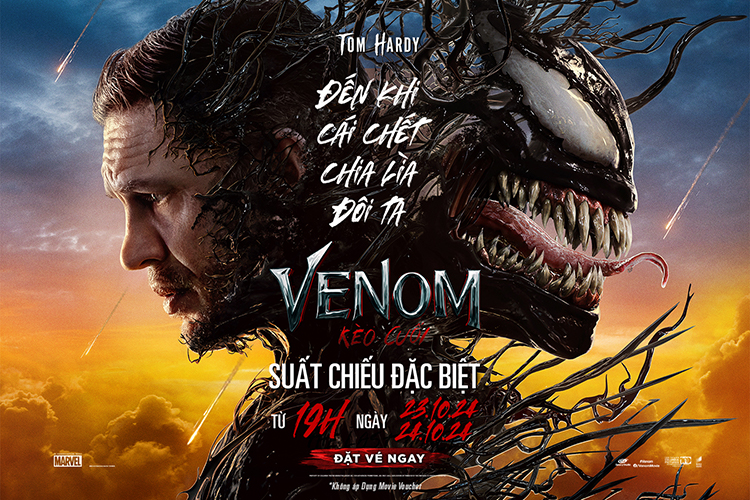 TOM HARDY
ĐẾN KHI
CÁI CHẾT
CHIA LÌA
ĐÔI TA
VENOM
KÈO CUỐI
SUẤT CHIẾU ĐẶC BIỆT
TỪ 19H NGÀY 23.10.24
24.10.24
ĐẶT VÉ NGAY
MARVEL
*Không áp Dụng Movie Voucher